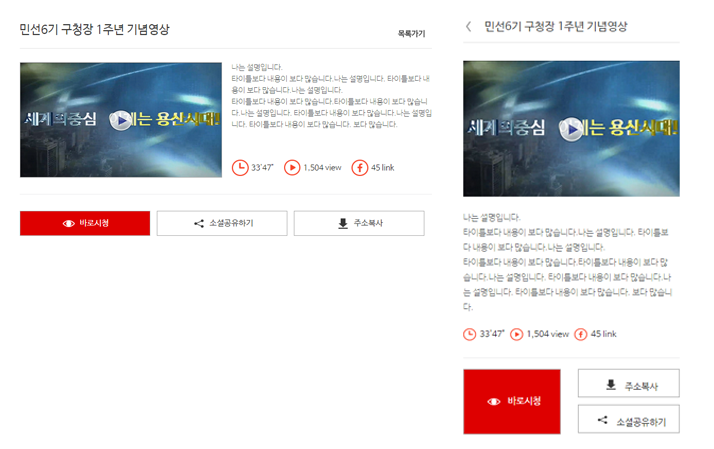 민선6기 구청장 1주년 기념영상
목록가기
세계의중심
에는 용산시대!
나는 설명입니다.
타이틀보다 내용이 보다 많습니다.나는 설명입니다. 타이틀보다 내
용이 보다 많습니다.나는 설명입니다.
타이틀보다 내용이 보다 많습니다.타이틀보다 내용이 보다 많습니
다.나는 설명입니다. 타이틀보다 내용이 보다 많습니다.나는 설명입
니다. 타이틀보다 내용이 보다 많습니다. 보다 많습니다.
33'47" 1,504 view 45 link
바로시청 소셜공유하기 주소복사
민선6기 구청장 1주년 기념영상
세계의중심
에는 용산시대!
나는 설명입니다.
타이틀보다 내용이 보다 많습니다.나는 설명입니다. 타이틀보
다 내용이 보다 많습니다.나는 설명입니다.
타이틀보다 내용이 보다 많습니다.타이틀보다 내용이 보다 많
습니다.나는 설명입니다. 타이틀보다 내용이 보다 많습니다.나
는 설명입니다. 타이틀보다 내용이 보다 많습니다. 보다 많습니
다.
33'47" 1,504 view 45 link
바로시청
주소복사
소셜공유하기